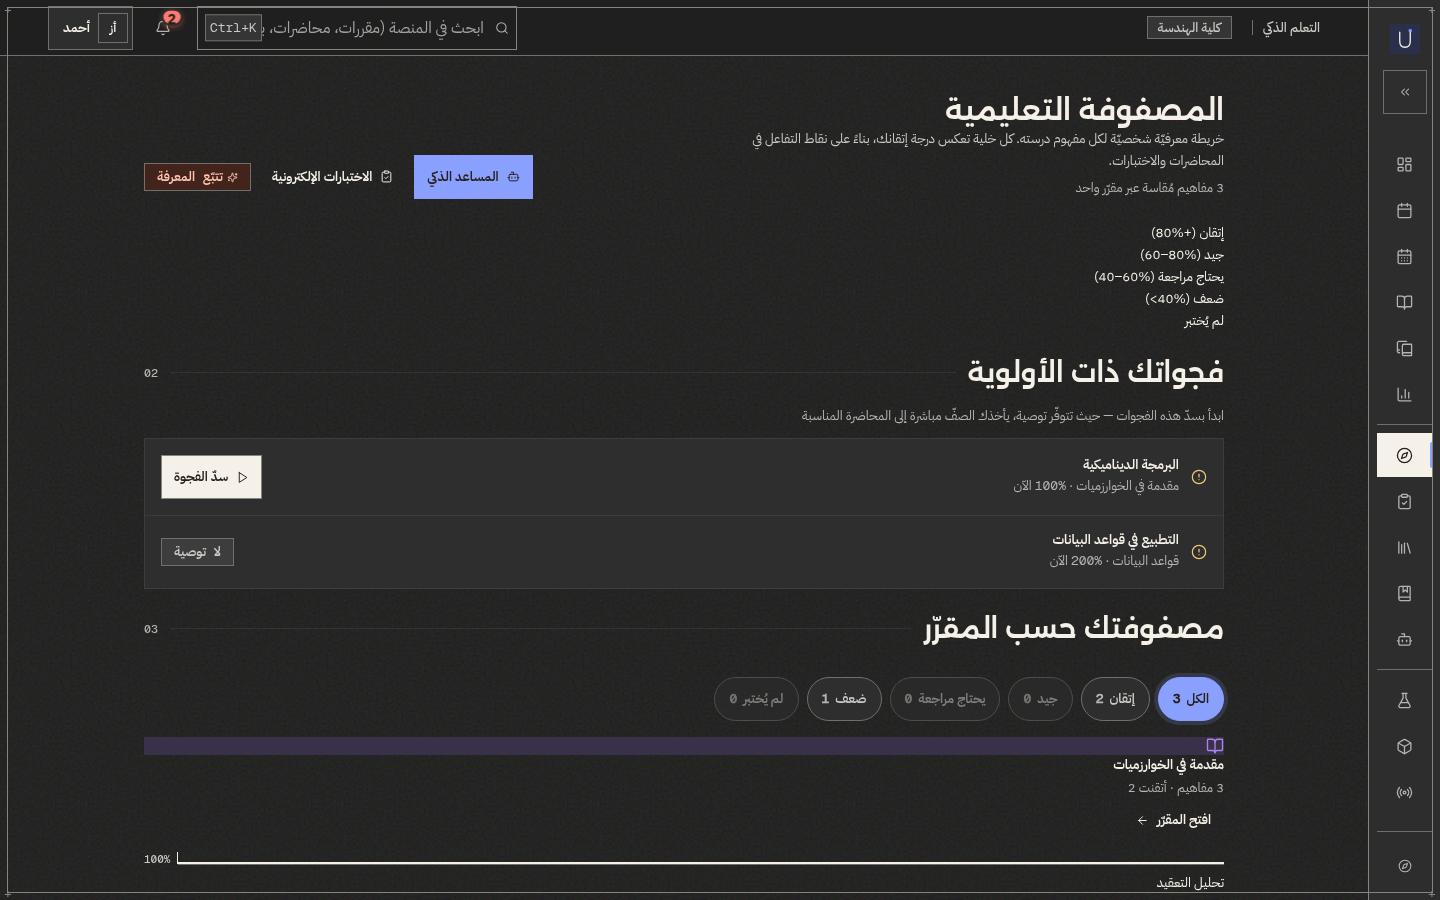 التعلم الذكي
كلية الهندسة
ابحث في المنصة (مقررات، محاضرات، ب
Ctrl+K
2
أز
أحمد
المصفوفة التعليمية
خريطة معرفيّة شخصيّة لكل مفهوم درسته. كل خلية تعكس درجة إتقانك، بناءً على نقاط التفاعل في
المحاضرات والاختبارات.
3 مفاهيم مُقاسة عبر مقرّر واحد
المساعد الذكي
الاختبارات الإلكترونية
تتبّع المعرفة
إتقان (+80%)
جيد (60–80%)
يحتاج مراجعة (40–60%)
ضعف (<40%)
لم يُختبر
فجواتك ذات الأولوية
02
ابدأ بسدّ هذه الفجوات — حيث تتوفّر توصية، يأخذك الصفّ مباشرة إلى المحاضرة المناسبة
البرمجة الديناميكية
مقدمة في الخوارزميات · 100% الآن
سدّ الفجوة
التطبيع في قواعد البيانات
قواعد البيانات · 200% الآن
لا توصية
مصفوفتك حسب المقرّر
03
الكل 3
إتقان 2
جيد 0
يحتاج مراجعة 0
ضعف 1
لم يُختبر 0
مقدمة في الخوارزميات
3 مفاهيم · أتقنت 2
افتح المقرّر
100%
تحليل التعقيد